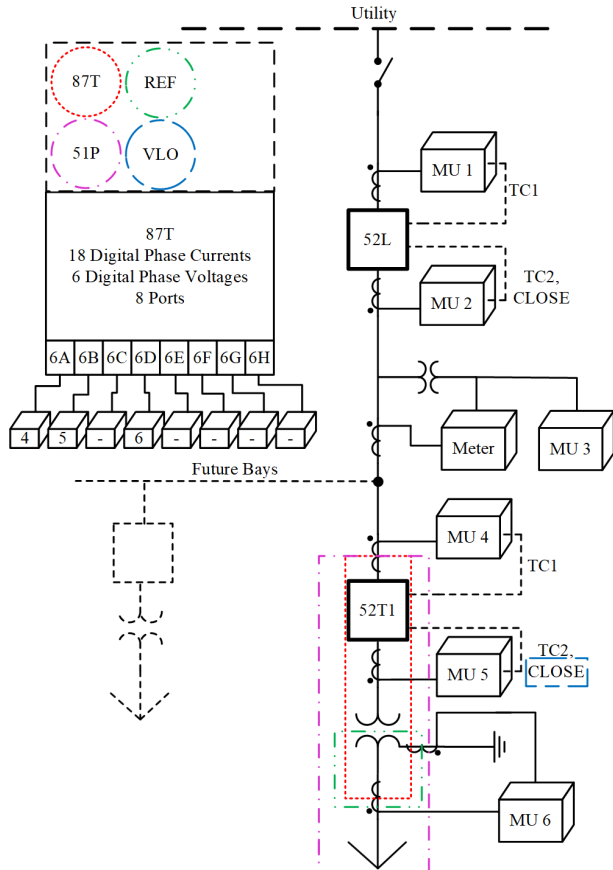 Utility
87T
REF
51P
VLO
87T
18 Digital Phase Currents
6 Digital Phase Voltages
8 Ports
6A 6B 6C 6D 6E 6F 6G 6H
4 5 - 6 - - - -
MU 1
TC1
52L
MU 2
TC2,
CLOSE
Meter
MU 3
Future Bays
MU 4
TC1
52T1
MU 5
TC2,
CLOSE
MU 6